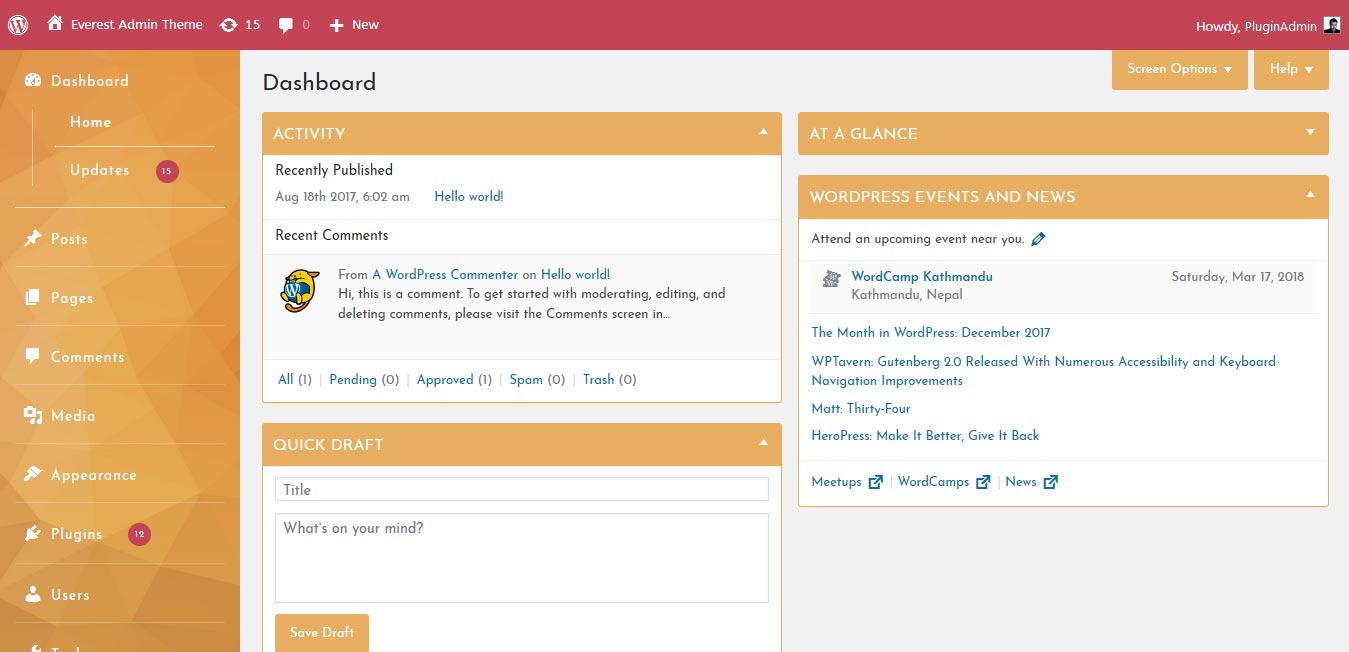 Everest Admin Theme 15 0 New
Howdy, PluginAdmin
Dashboard
Home
Updates 15
Posts
Pages
Comments
Media
Appearance
Plugins 12
Users
Dashboard
Screen Options
Help
ACTIVITY
Recently Published
Aug 18th 2017, 6:02 am Hello world!
Recent Comments
From A WordPress Commenter on Hello world!
Hi, this is a comment. To get started with moderating, editing, and
deleting comments, please visit the Comments screen in…
All (1) | Pending (0) | Approved (1) | Spam (0) | Trash (0)
QUICK DRAFT
Title
What's on your mind?
Save Draft
AT A GLANCE
WORDPRESS EVENTS AND NEWS
Attend an upcoming event near you.
WordCamp Kathmandu
Saturday, Mar 17, 2018
Kathmandu, Nepal
The Month in WordPress: December 2017
WPTavern: Gutenberg 2.0 Released With Numerous Accessibility and Keyboard
Navigation Improvements
Matt: Thirty-Four
HeroPress: Make It Better, Give It Back
Meetups | WordCamps | News